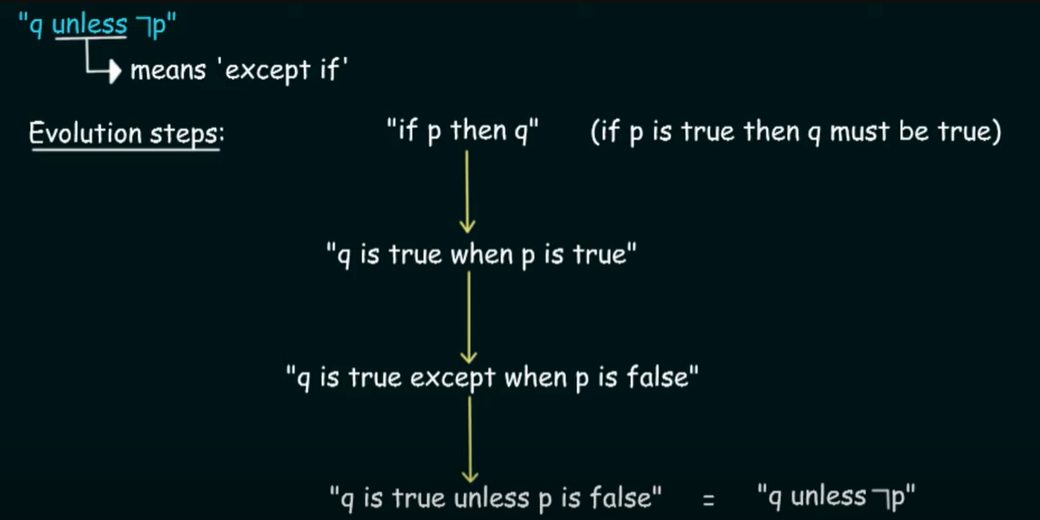 "q unless ¬p"
means 'except if'
Evolution steps:
"if p then q" (if p is true then q must be true)
"q is true when p is true"
"q is true except when p is false"
"q is true unless p is false" = "q unless ¬p"